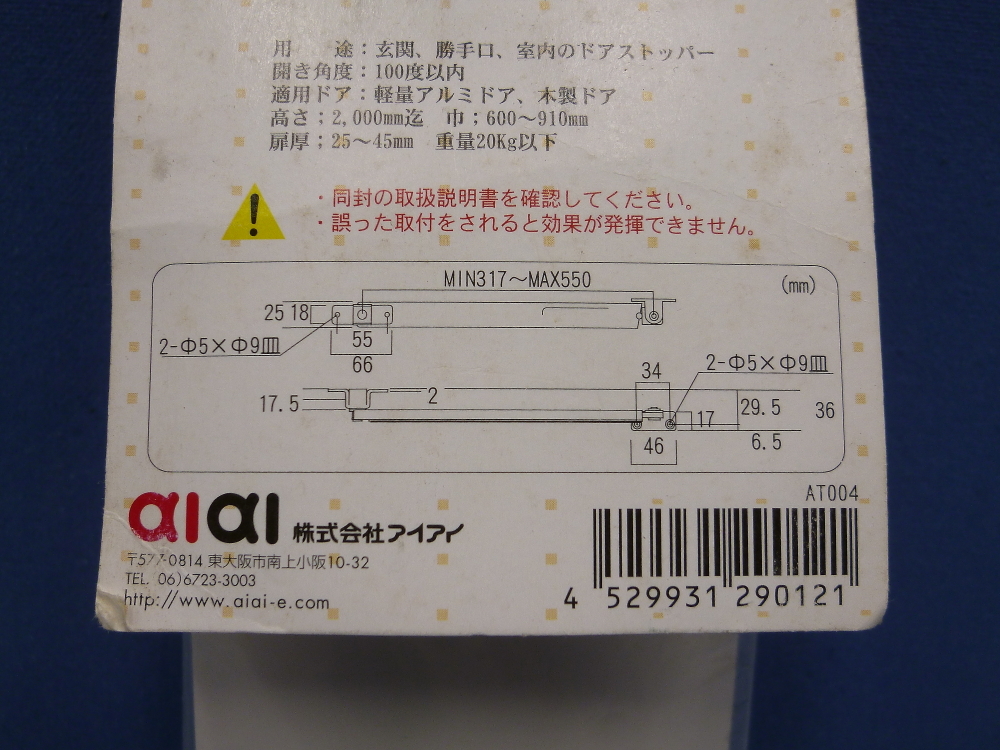 用　途：玄関、勝手口、室内のドアストッパー
開き角度：100度以内
適用ドア：軽量アルミドア、木製ドア
高さ；2,000mm迄　巾；600～910mm
扉厚；25～45mm　重量20Kg以下
・同封の取扱説明書を確認してください。
・誤った取付をされると効果が発揮できません。
MIN317～MAX550
(mm)
25 18
55
2-Φ5×Φ9皿
66
34
2-Φ5×Φ9皿
17.5
2
17
29.5
36
46
6.5
AT004
aiai 株式会社アイアイ
〒577-0814 東大阪市南上小阪10-32
TEL. 06)6723-3003
http://www.aiai-e.com
4 529931 290121